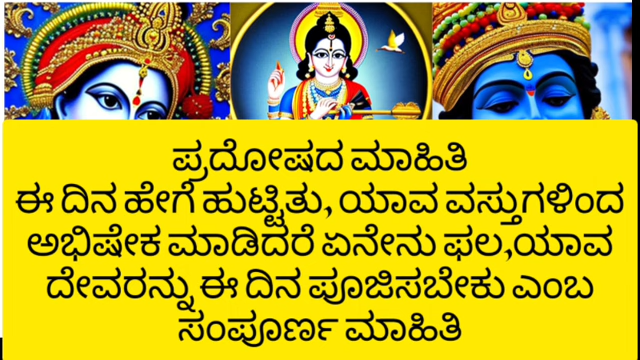 ಪ್ರದೋಷದ ಮಾಹಿತಿ
ಈ ದಿನ ಹೇಗೆ ಹುಟ್ಟಿತು, ಯಾವ ವಸ್ತುಗಳಿಂದ
ಅಭಿಷೇಕ ಮಾಡಿದರೆ ಏನೇನು ಫಲ,ಯಾವ
ದೇವರನ್ನು ಈ ದಿನ ಪೂಜಿಸಬೇಕು ಎಂಬ
ಸಂಪೂರ್ಣ ಮಾಹಿತಿ